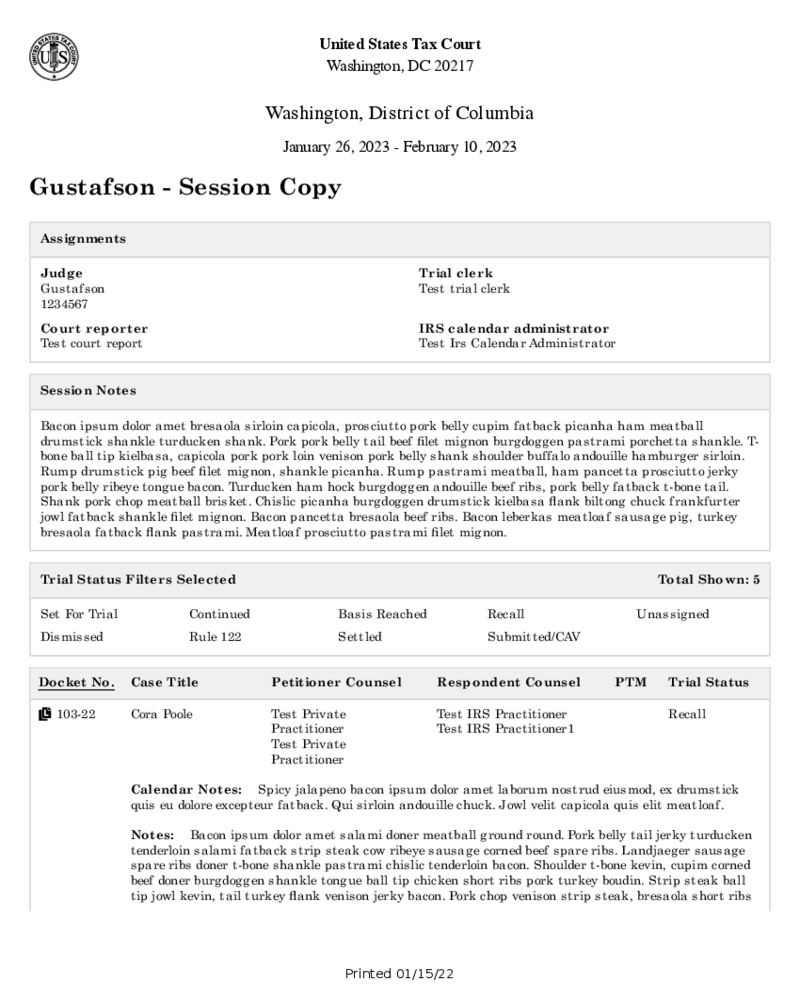 United States Tax Court
Washington, DC 20217
Washington, District of Columbia
January 26, 2023 - February 10, 2023
Gustafson - Session Copy
Assignments
Judge
Gustafson
1234567
Trial clerk
Test trial clerk
Court reporter
Test court report
IRS calendar administrator
Test Irs Calendar Administrator
Session Notes
Bacon ipsum dolor amet bresaola sirloin capicola, prosciutto pork belly cupim fatback picanha ham meatball
drumstick shankle turducken shank. Pork pork belly tail beef filet mignon burgdoggen pastrami porchetta shankle. T-
bone ball tip kielbasa, capicola pork pork loin venison pork belly shank shoulder buffalo andouille hamburger sirloin.
Rump drumstick pig beef filet mignon, shankle picanha. Rump pastrami meatball, ham pancetta prosciutto jerky
pork belly ribeye tongue bacon. Turducken ham hock burgdoggen andouille beef ribs, pork belly fatback t-bone tail.
Shank pork chop meatball brisket. Chislic picanha burgdoggen drumstick kielbasa flank biltong chuck frankfurter
jowl fatback shankle filet mignon. Bacon pancetta bresaola beef ribs. Bacon leberkas meatloaf sausage pig, turkey
bresaola fatback flank pastrami. Meatloaf prosciutto pastrami filet mignon.
Trial Status Filters Selected Total Shown: 5
Set For Trial Continued Basis Reached Recall Unassigned
Dismissed Rule 122 Settled Submitted/CAV
Docket No. Case Title Petitioner Counsel Respondent Counsel PTM Trial Status
103-22 Cora Poole Test Private Test IRS Practitioner Recall
Practitioner Test IRS Practitioner1
Test Private
Practitioner
Calendar Notes: Spicy jalapeno bacon ipsum dolor amet laborum nostrud eiusmod, ex drumstick
quis eu dolore excepteur fatback. Qui sirloin andouille chuck. Jowl velit capicola quis elit meatloaf.
Notes: Bacon ipsum dolor amet salami doner meatball ground round. Pork belly tail jerky turducken
tenderloin salami fatback strip steak cow ribeye sausage corned beef spare ribs. Landjaeger sausage
spare ribs doner t-bone shankle pastrami chislic tenderloin bacon. Shoulder t-bone kevin, cupim corned
beef doner burgdoggen shankle tongue ball tip chicken short ribs pork turkey boudin. Strip steak ball
tip jowl kevin, tail turkey flank venison jerky bacon. Pork chop venison strip steak, bresaola short ribs
Printed 01/15/22